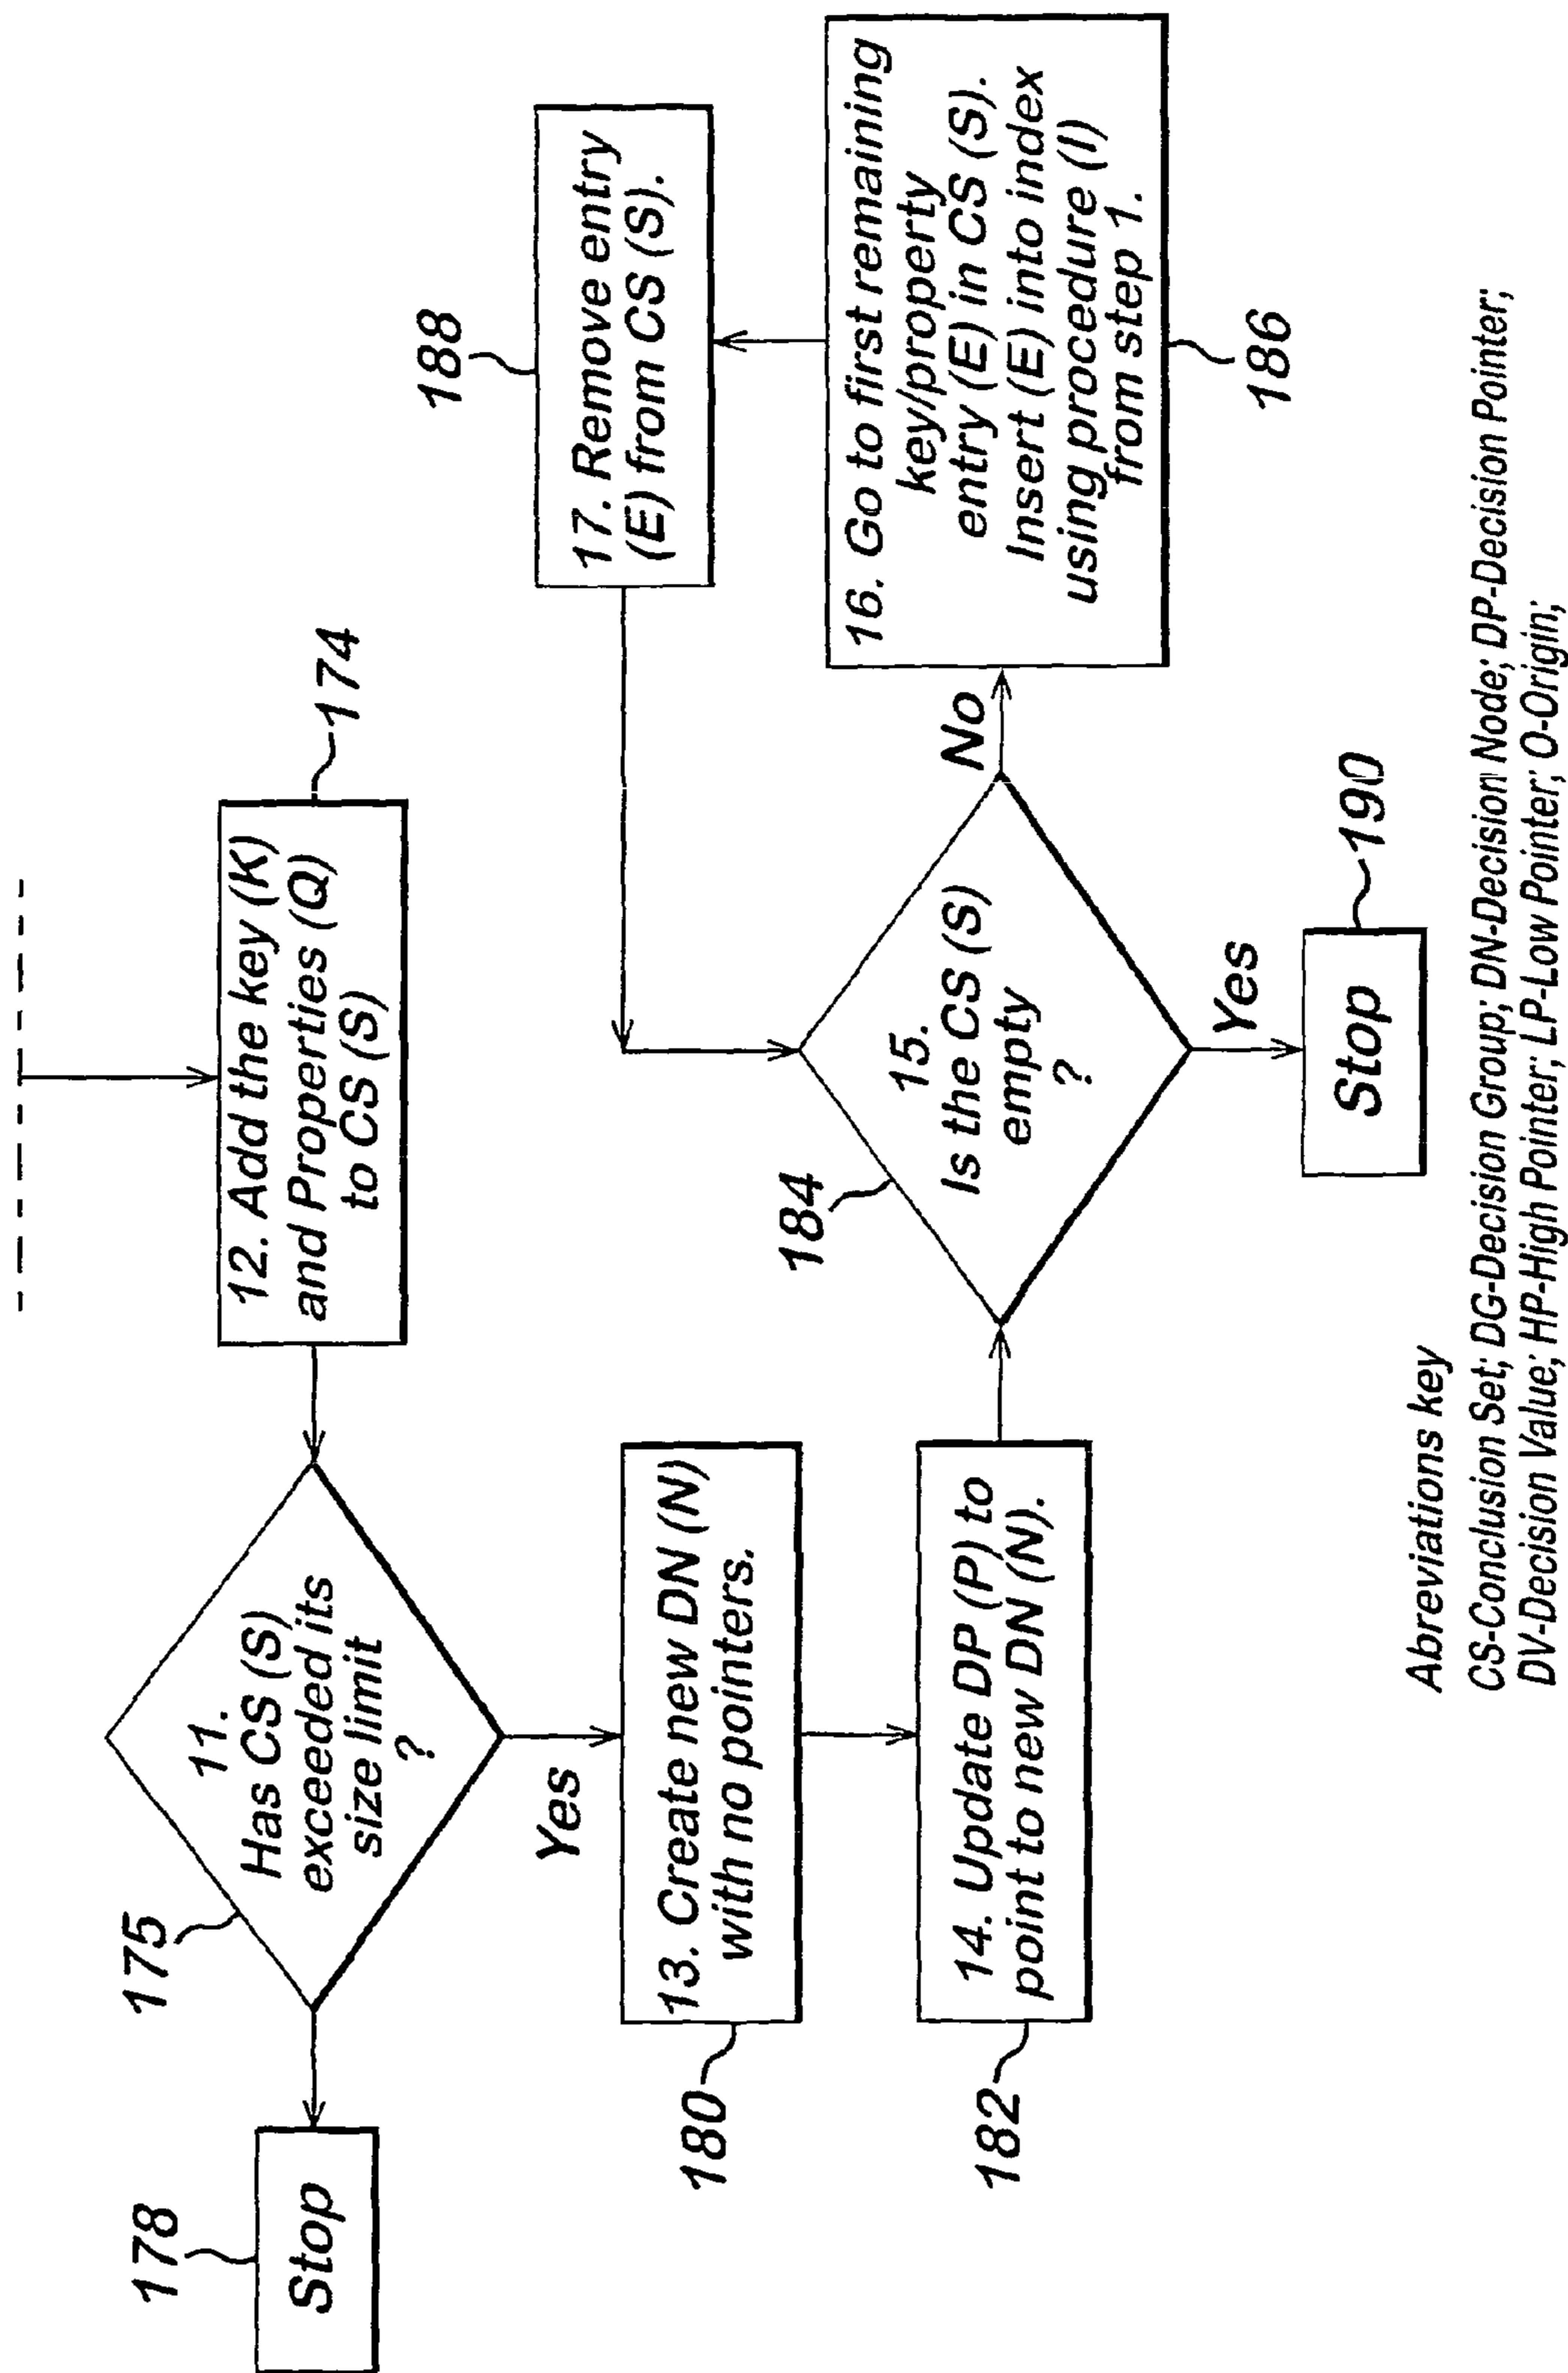 178
Stop
175
11.
Has CS (S)
exceeded its
size limit
?
Yes
12. Add the key (K)
and Properties (Q)
to CS (S)
174
180
13. Create new DN (N)
with no pointers.
182
14. Update DP (P) to
point to new DN (N).
184
15.
Is the CS (S)
empty
?
No
Yes
Stop
190
188
17. Remove entry
(E) from CS (S).
16. Go to first remaining
key/property
entry (E) in CS (S).
Insert (E) into index
using procedure (I)
from step 1.
186
Abreviations key
CS-Conclusion Set; DG-Decision Group; DN-Decision Node; DP-Decision Pointer;
DV-Decision Value; HP-High Pointer; LP-Low Pointer; O-Origin;